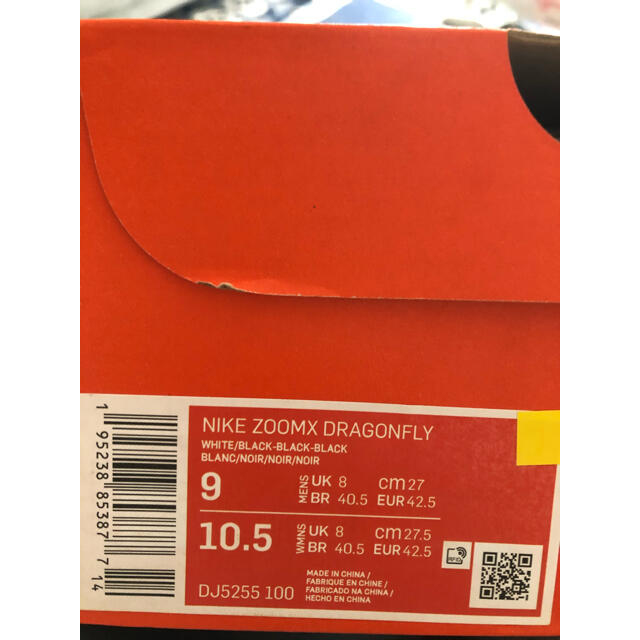 NIKE ZOOMX DRAGONFLY
WHITE/BLACK-BLACK-BLACK
BLANC/NOIR/NOIR/NOIR
9 MENS UK 8 cm 27
BR 40.5 EUR 42.5
10.5 WMNS UK 8 cm 27.5
BR 40.5 EUR 42.5
MADE IN CHINA /
FABRIQUE EN CHINE /
FABRICADO NA CHINA /
HECHO EN CHINA
DJ5255 100
RFID
1 95238 85387 7 14